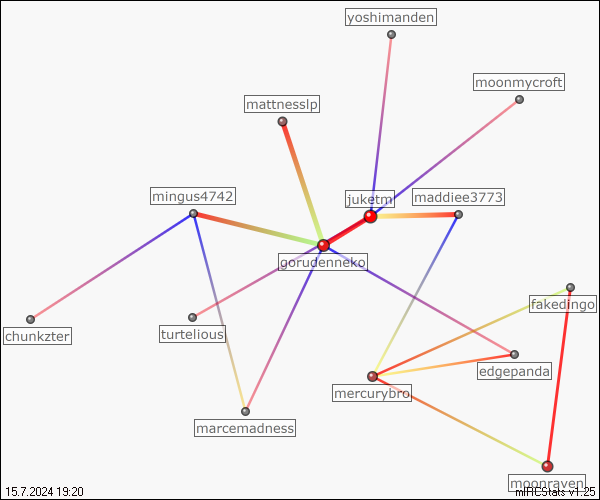 yoshimanden
moonmycroft
mattnesslp
mingus4742
juketm
maddiee3773
gorudenneko
fakedingo
turtelious
chunkzter
edgepanda
mercurybro
marcemadness
moonraven
15.7.2024 19:20
mIRCStats v1.25